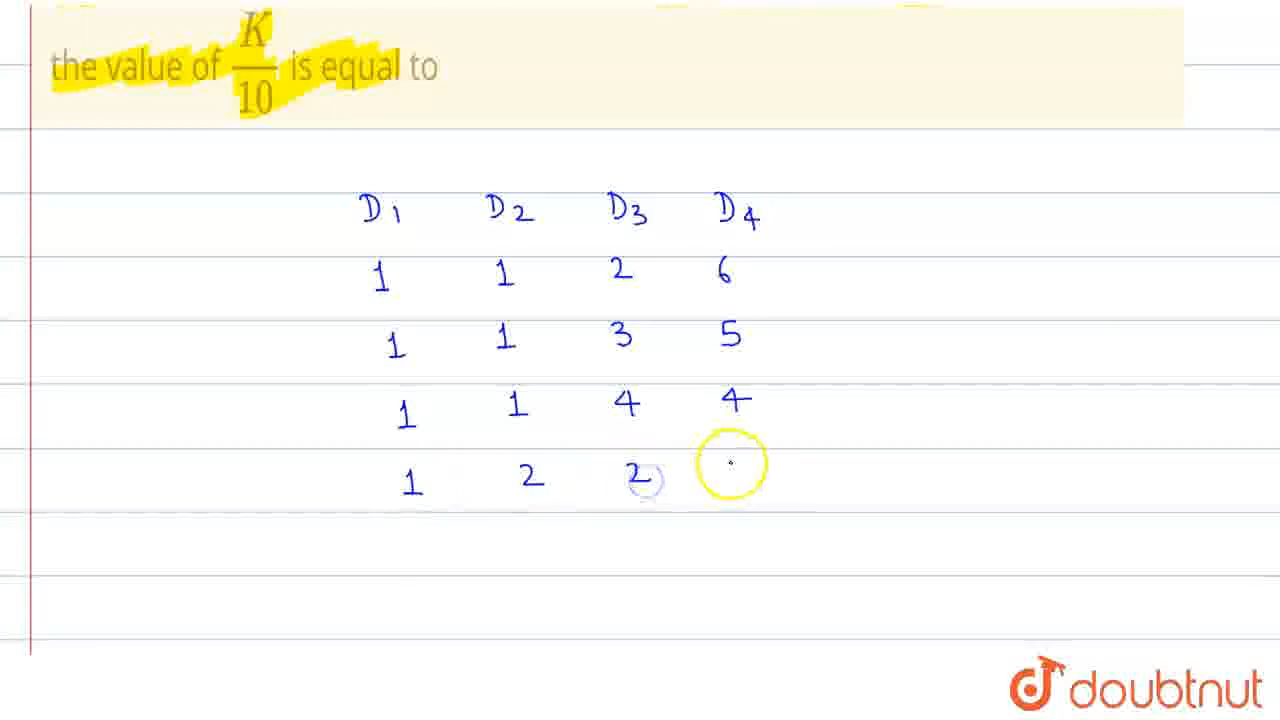 the value of K/10 is equal to
D1 D2 D3 D4
1 1 2 6
1 1 3 5
1 1 4 4
1 2 2
doubtnut